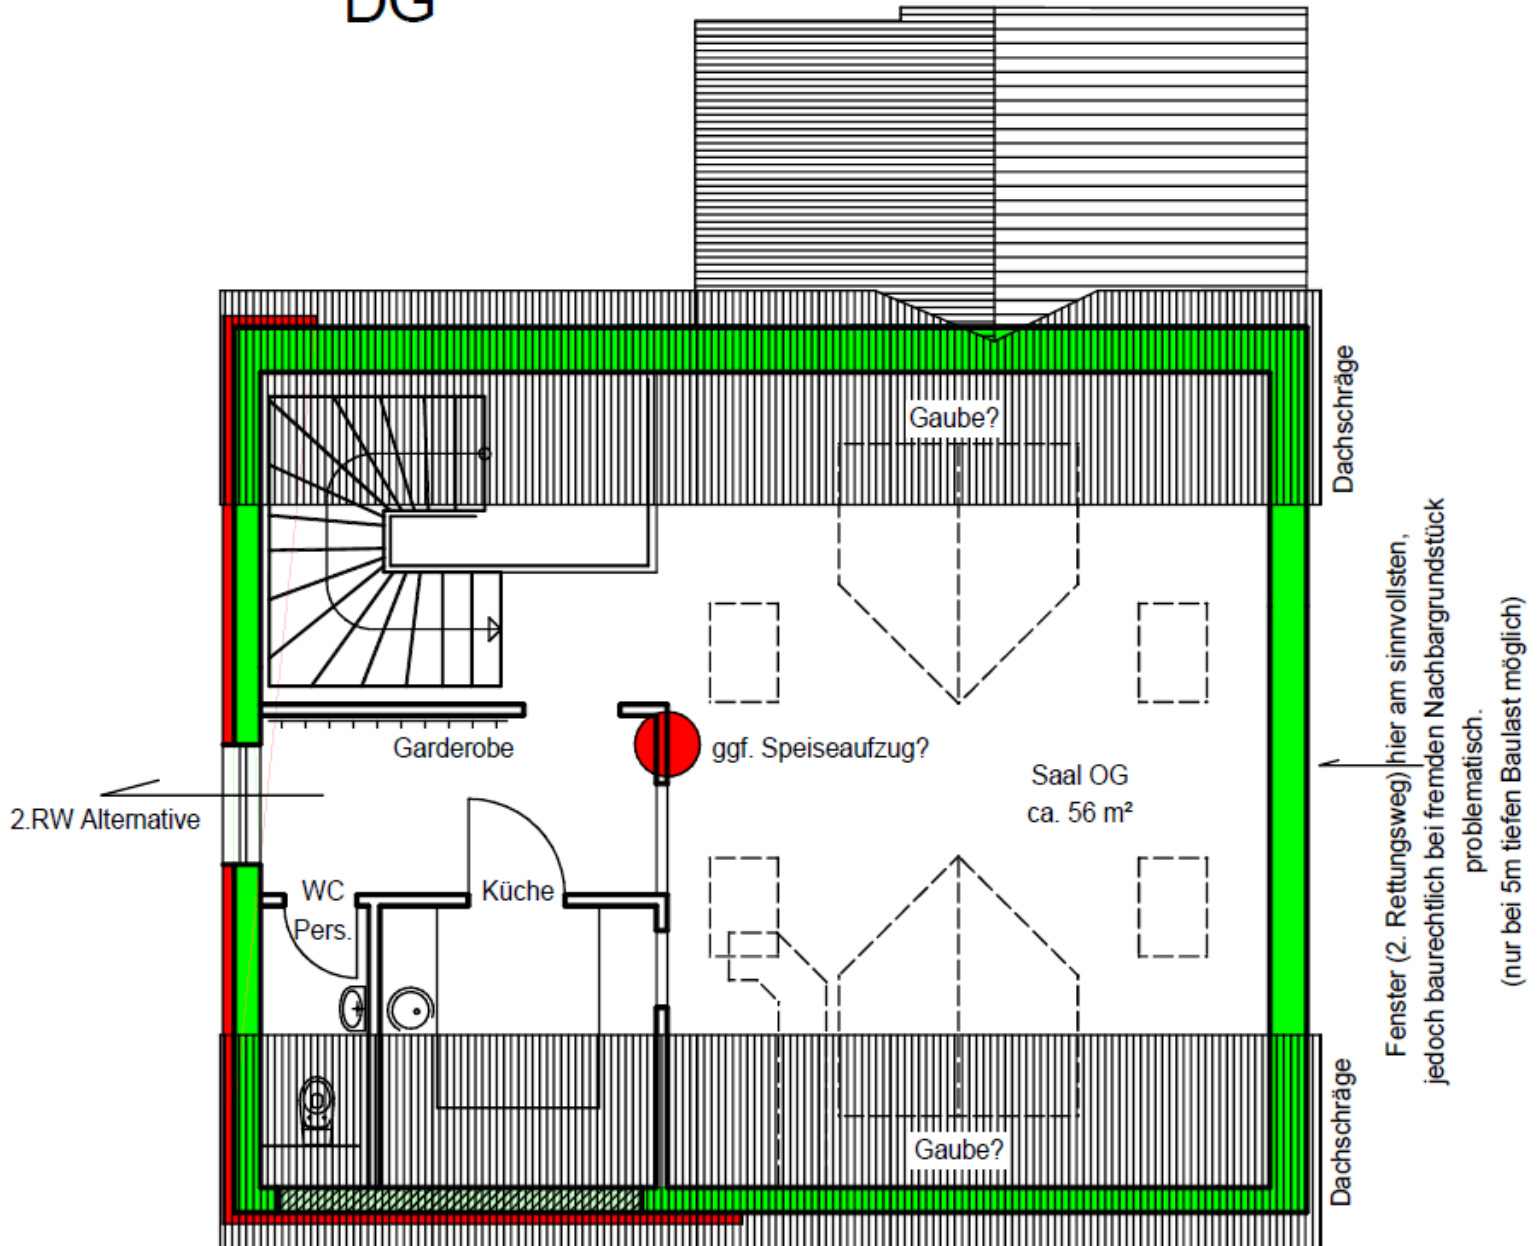 DG
Dachschräge
Gaube?
Garderobe
ggf. Speiseaufzug?
Saal OG
ca. 56 m²
2.RW Alternative
WC
Pers.
Küche
Fenster (2. Rettungsweg) hier am sinnvollsten,
jedoch baurechtlich bei fremden Nachbargrundstück
problematisch.
(nur bei 5m tiefen Baulast möglich)
Gaube?
Dachschräge